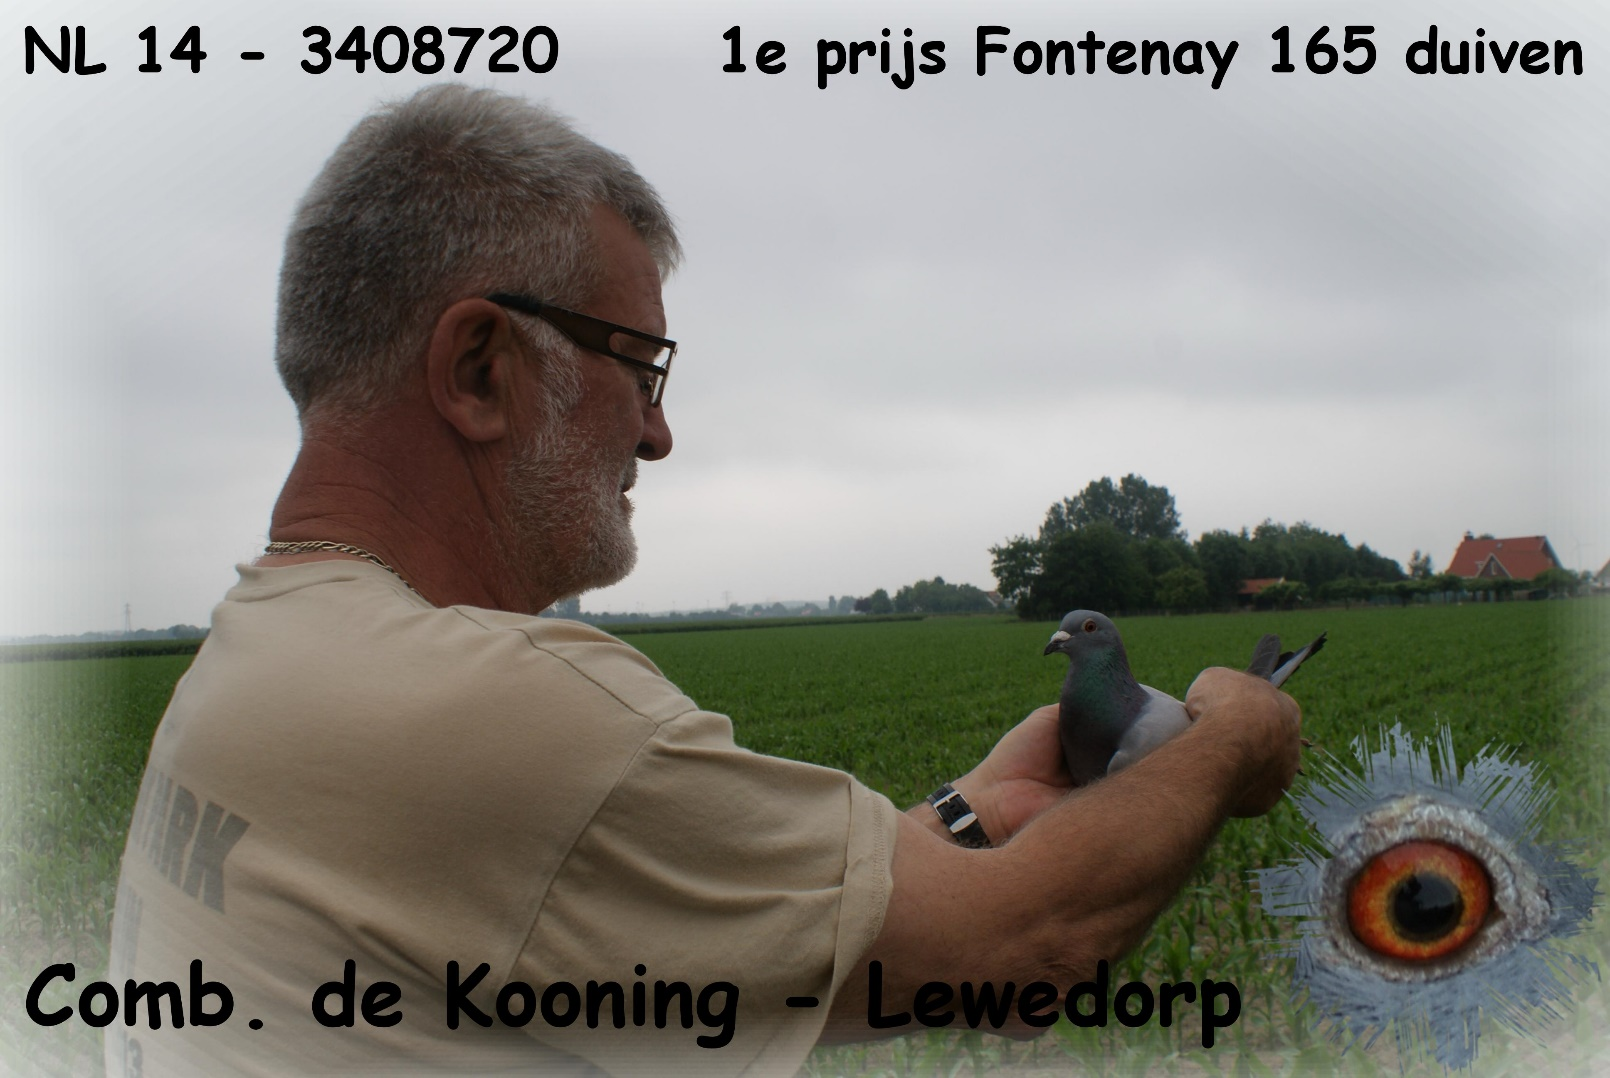 NL 14 - 3408720
1e prijs Fontenay 165 duiven
Comb. de Kooning - Lewedorp